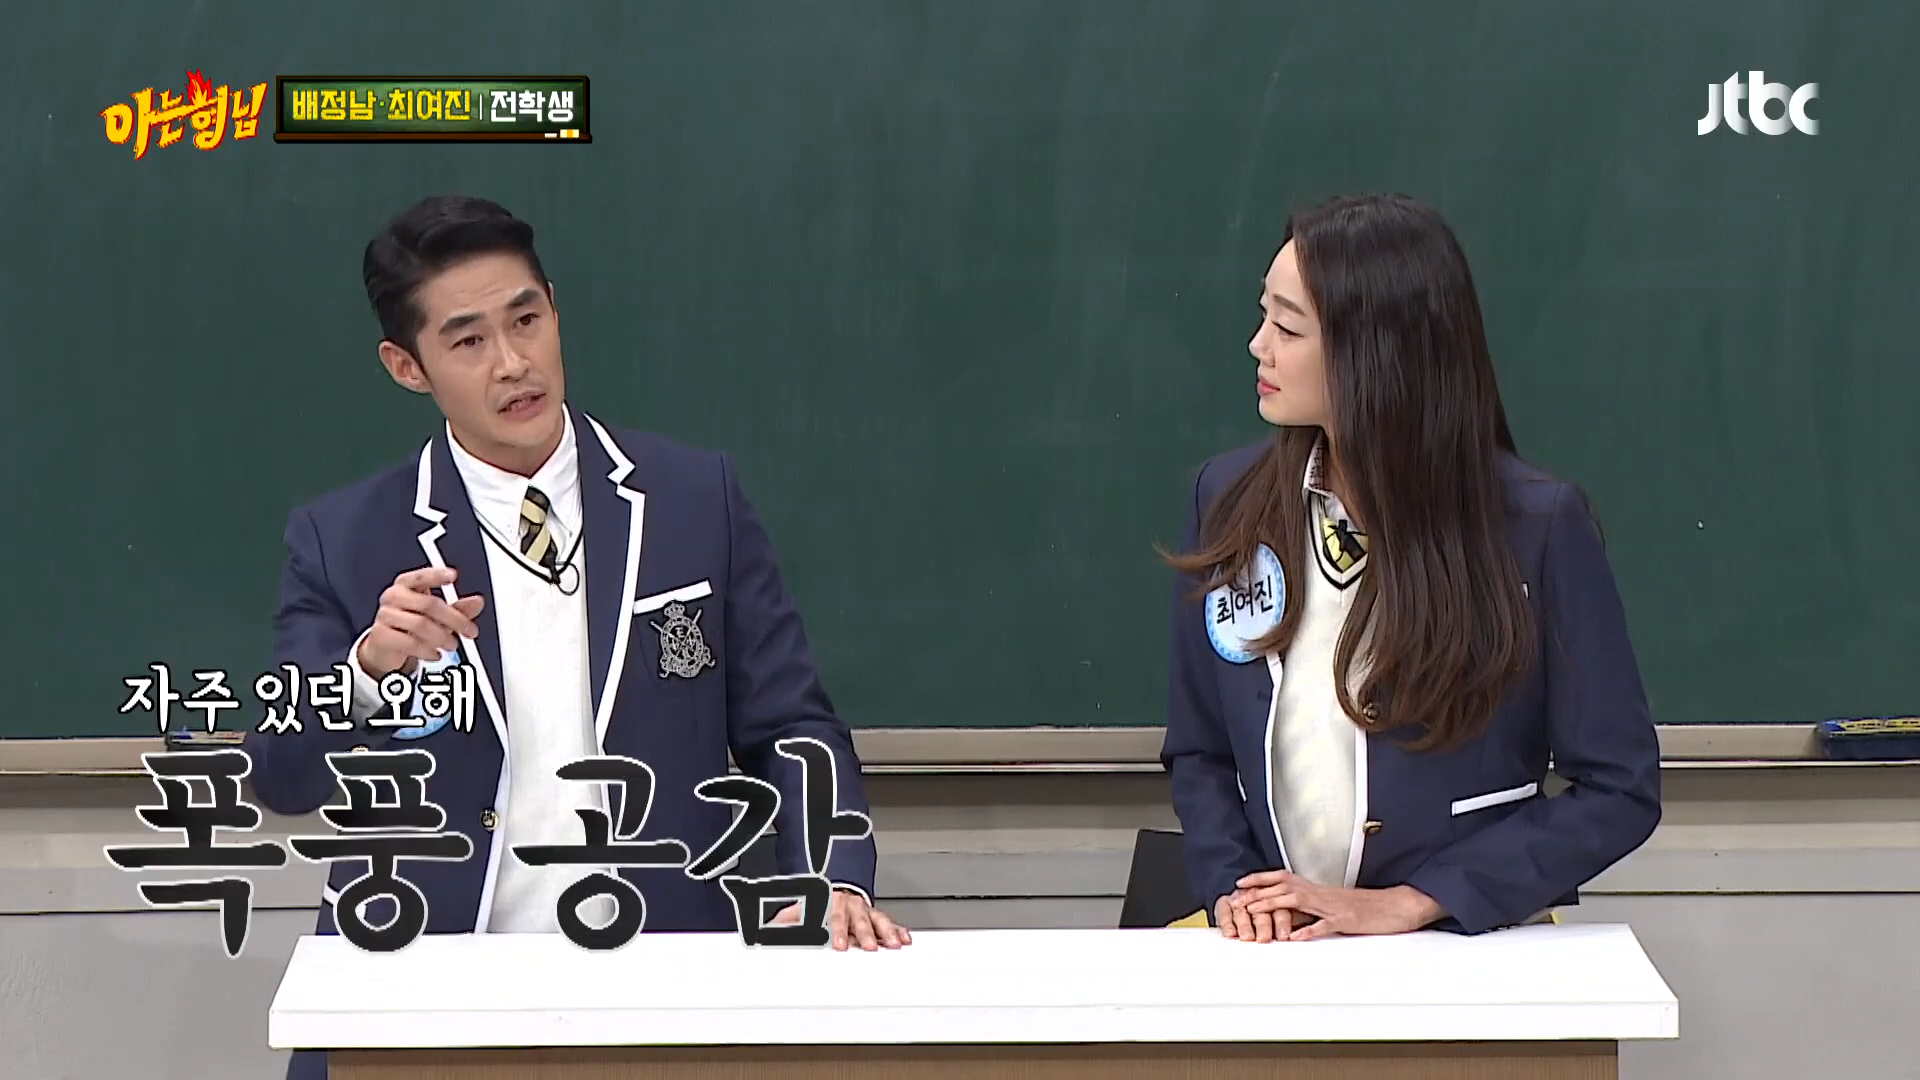 아는형님
배정남·최여진 | 전학생
jtbc
최여진
자주 있던 오해
폭풍 공감